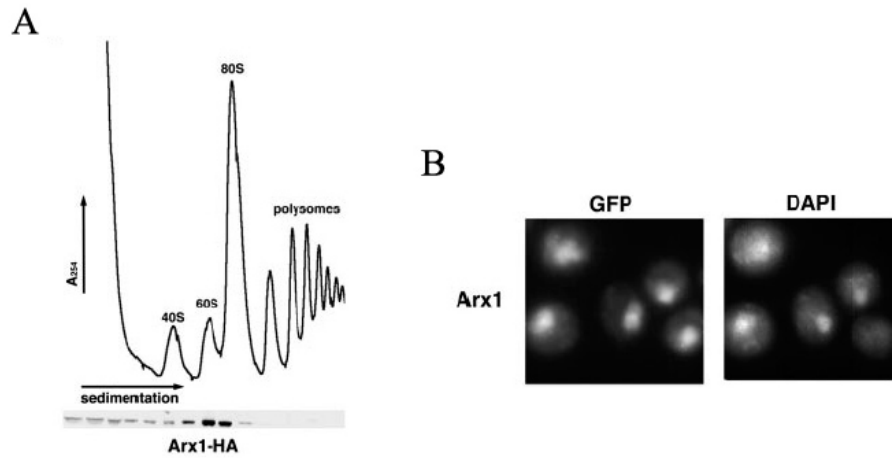 A
80S
polysomes
A254
60S
40S
sedimentation
Arx1-HA
B
GFP
DAPI
Arx1